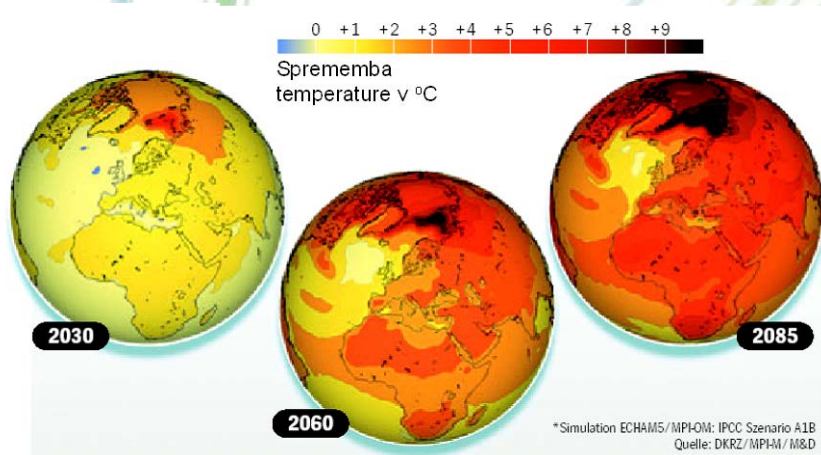 0 +1 +2 +3 +4 +5 +6 +7 +8 +9
Sprememba
temperature v ºC
2030
2060
2085
*Simulation ECHAM5/MPI-OM: IPCC Szenario A1B
Quelle: DKRZ/MPI-M/M&D